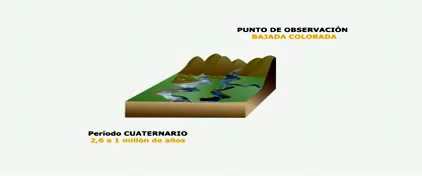 PUNTO DE OBSERVACIÓN
BAJADA COLORADA
Período CUATERNARIO
2,6 a 1 millón de años